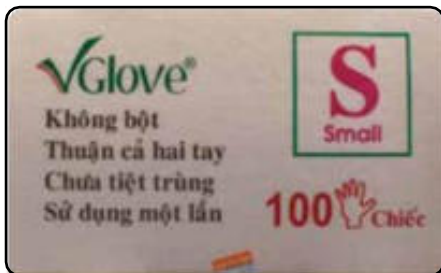 VGlove®
Không bột
Thuận cả hai tay
Chưa tiệt trùng
Sử dụng một lần
S
Small
100 Chiếc